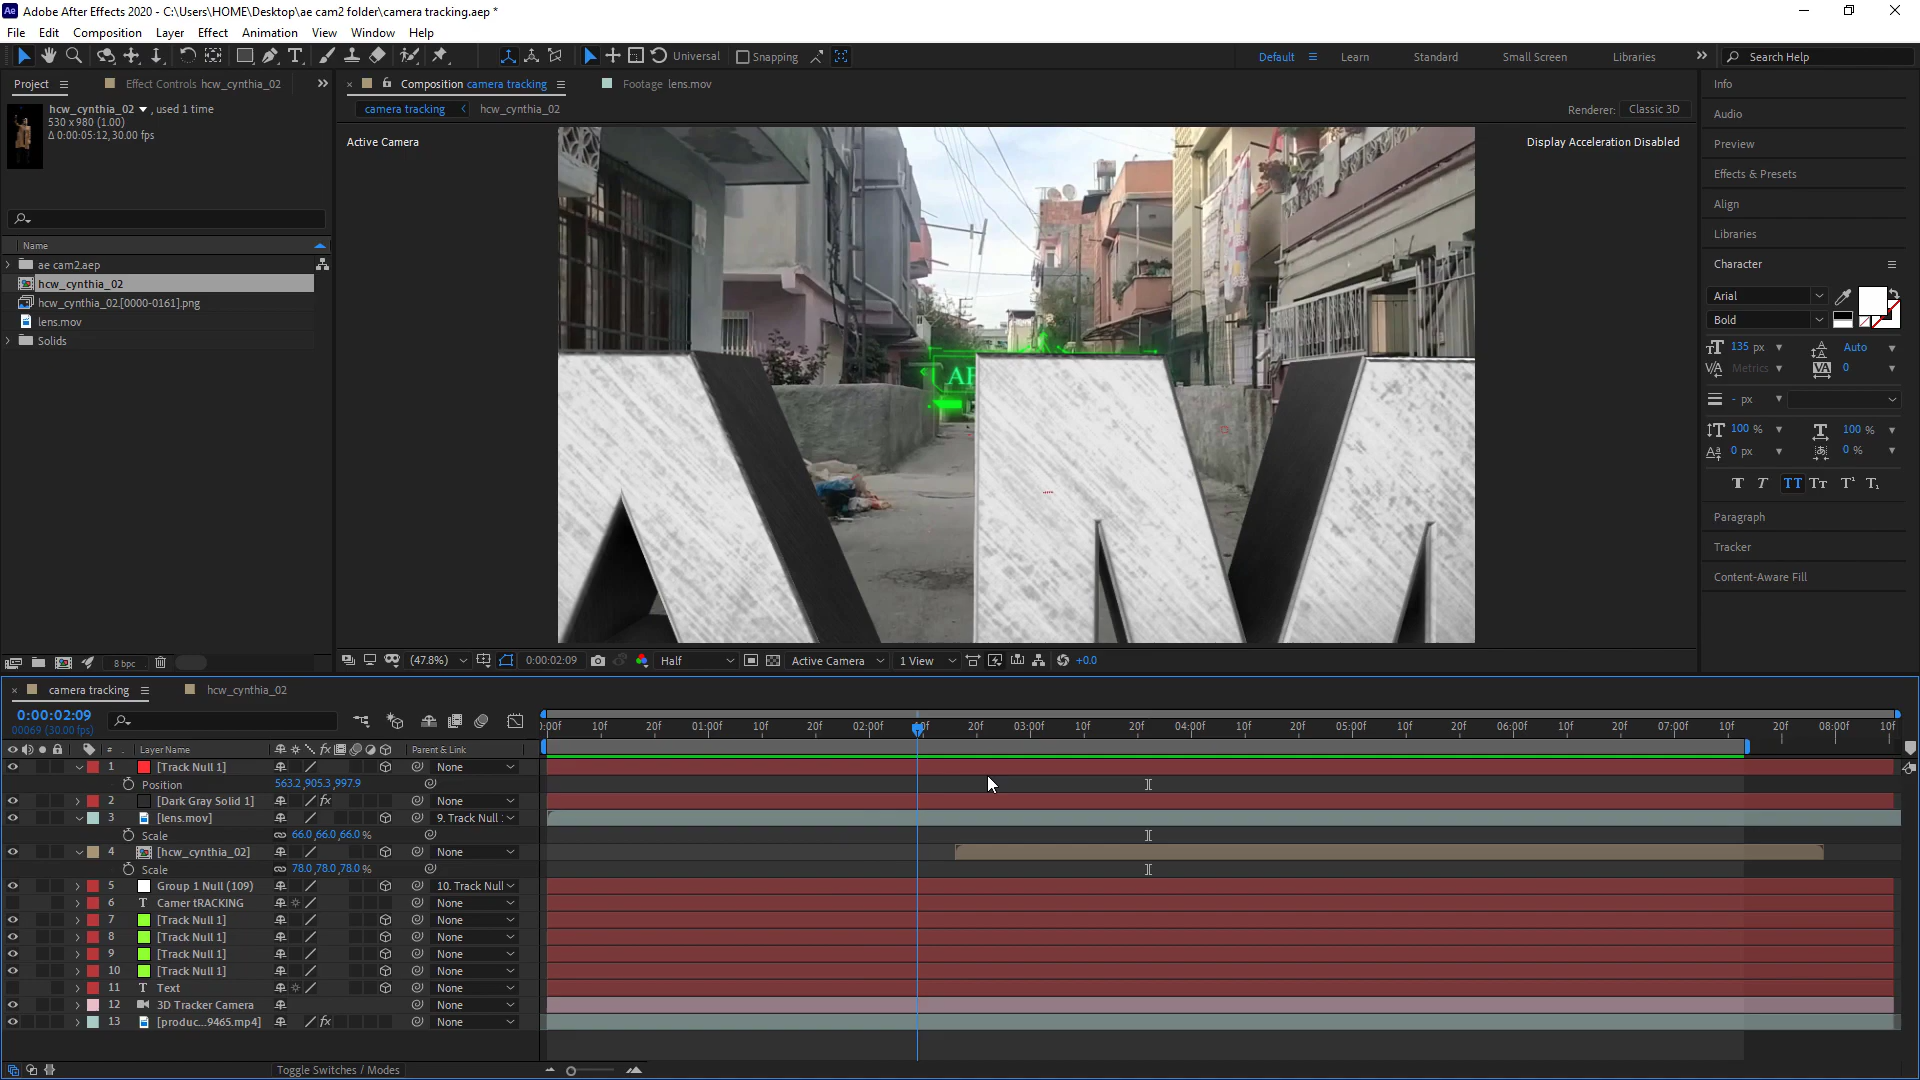 Adobe After Effects 2020 - C:\Users\HOME\Desktop\ae cam2 folder\camera tracking.aep *
File Edit Composition Layer Effect Animation View Window Help
Universal Snapping Default Learn Standard Small Screen Libraries Search Help
Project Effect Controls hcw_cynthia_02
hcw_cynthia_02 , used 1 time
530 x 980 (1.00)
Δ 0:00:05:12, 30.00 fps
Name
ae cam2.aep
hcw_cynthia_02
hcw_cynthia_02.[0000-0161].png
lens.mov
Solids
8 bpc
Composition camera tracking Footage lens.mov
camera tracking hcw_cynthia_02 Renderer: Classic 3D
Active Camera Display Acceleration Disabled
(47.8%) 0:00:02:09 Half Active Camera 1 View +0.0
Info
Audio
Preview
Effects & Presets
Align
Libraries
Character
Arial
Bold
135 px Auto
Metrics 0
- px
100 % 100 %
0 px 0 %
T T TT Tт T¹ T₁
Paragraph
Tracker
Content-Aware Fill
camera tracking hcw_cynthia_02
0:00:02:09
00069 (30.00 fps)
:00f 10f 20f 01:00f 10f 20f 02:00f 10f 20f 03:00f 10f 20f 04:00f 10f 20f 05:00f 10f 20f 06:00f 10f 20f 07:00f 10f 20f 08:00f 10f
# Layer Name Parent & Link
1 [Track Null 1] None
Position 563.2,905.3,997.9
2 [Dark Gray Solid 1] None
3 [lens.mov] 9. Track Null
Scale 66.0,66.0,66.0 %
4 [hcw_cynthia_02] None
Scale 78.0,78.0,78.0 %
5 Group 1 Null (109) 10. Track Null
6 Camer tRACKING None
7 [Track Null 1] None
8 [Track Null 1] None
9 [Track Null 1] None
10 [Track Null 1] None
11 Text None
12 3D Tracker Camera None
13 [produc...9465.mp4] None
Toggle Switches / Modes